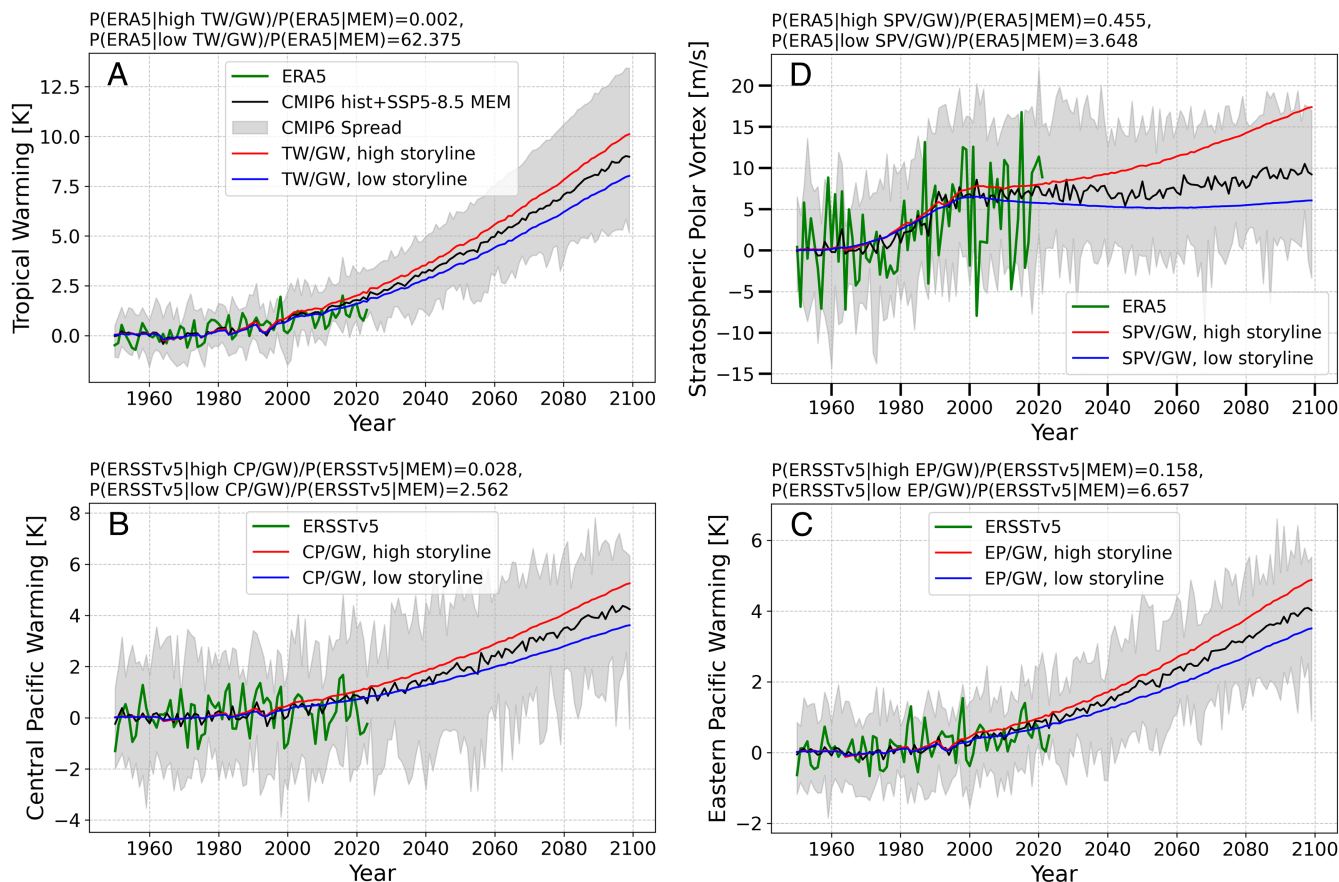 P(ERA5|high TW/GW)/P(ERA5|MEM)=0.002,
P(ERA5|low TW/GW)/P(ERA5|MEM)=62.375
A
ERA5
CMIP6 hist+SSP5-8.5 MEM
CMIP6 Spread
TW/GW, high storyline
TW/GW, low storyline
Tropical Warming [K]
12.5
10.0
7.5
5.0
2.5
0.0
1960 1980 2000 2020 2040 2060 2080 2100
Year
P(ERA5|high SPV/GW)/P(ERA5|MEM)=0.455,
P(ERA5|low SPV/GW)/P(ERA5|MEM)=3.648
D
Stratospheric Polar Vortex [m/s]
20
15
10
5
0
−5
−10
−15
ERA5
SPV/GW, high storyline
SPV/GW, low storyline
1960 1980 2000 2020 2040 2060 2080 2100
Year
P(ERSSTv5|high CP/GW)/P(ERSSTv5|MEM)=0.028,
P(ERSSTv5|low CP/GW)/P(ERSSTv5|MEM)=2.562
B
ERSSTv5
CP/GW, high storyline
CP/GW, low storyline
Central Pacific Warming [K]
8
6
4
2
0
−2
−4
1960 1980 2000 2020 2040 2060 2080 2100
Year
P(ERSSTv5|high EP/GW)/P(ERSSTv5|MEM)=0.158,
P(ERSSTv5|low EP/GW)/P(ERSSTv5|MEM)=6.657
C
ERSSTv5
EP/GW, high storyline
EP/GW, low storyline
Eastern Pacific Warming [K]
6
4
2
0
−2
1960 1980 2000 2020 2040 2060 2080 2100
Year